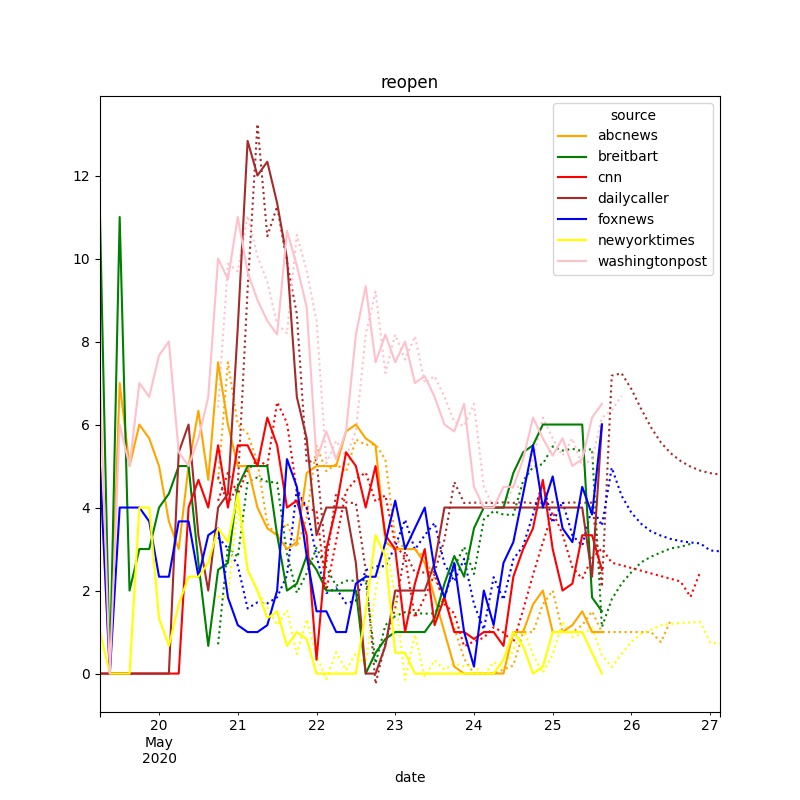 reopen
source
abcnews
breitbart
cnn
dailycaller
foxnews
newyorktimes
washingtonpost
12
10
8
6
4
2
0
20
21
22
23
24
25
26
27
May
2020
date